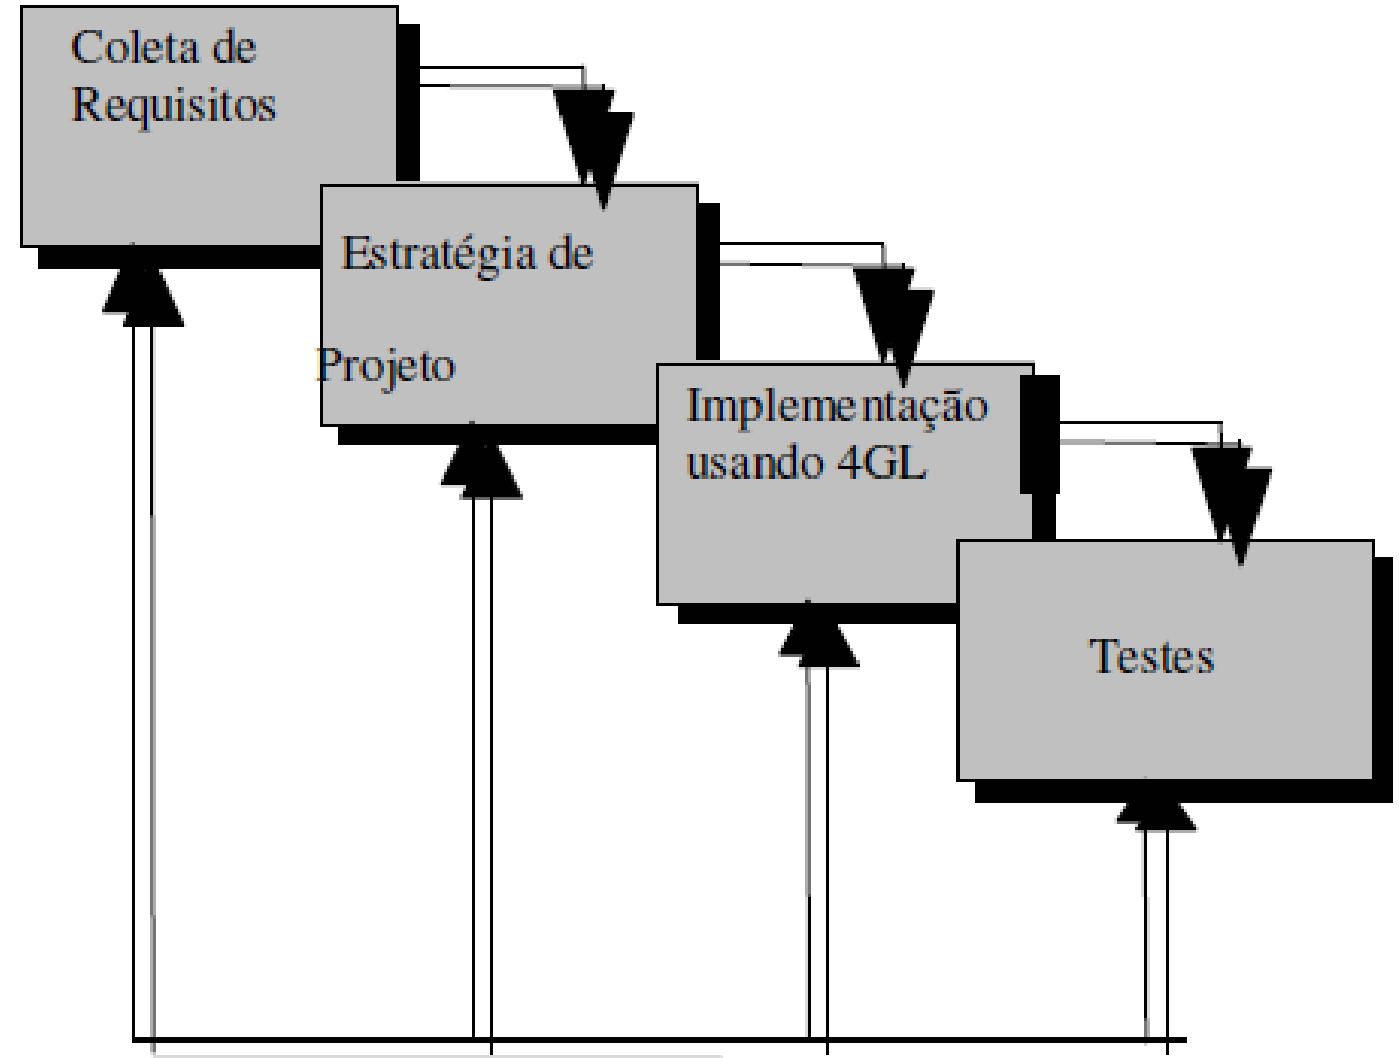 Coleta de
Requisitos
Estratégia de
Projeto
Implementação
usando 4GL
Testes